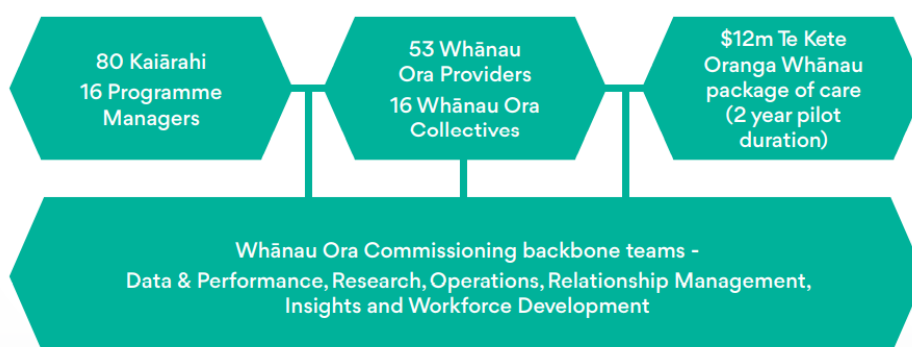 80 Kaiārahi
16 Programme
Managers
53 Whānau
Ora Providers
16 Whānau Ora
Collectives
$12m Te Kete
Oranga Whānau
package of care
(2 year pilot
duration)
Whānau Ora Commissioning backbone teams -
Data & Performance, Research, Operations, Relationship Management,
Insights and Workforce Development